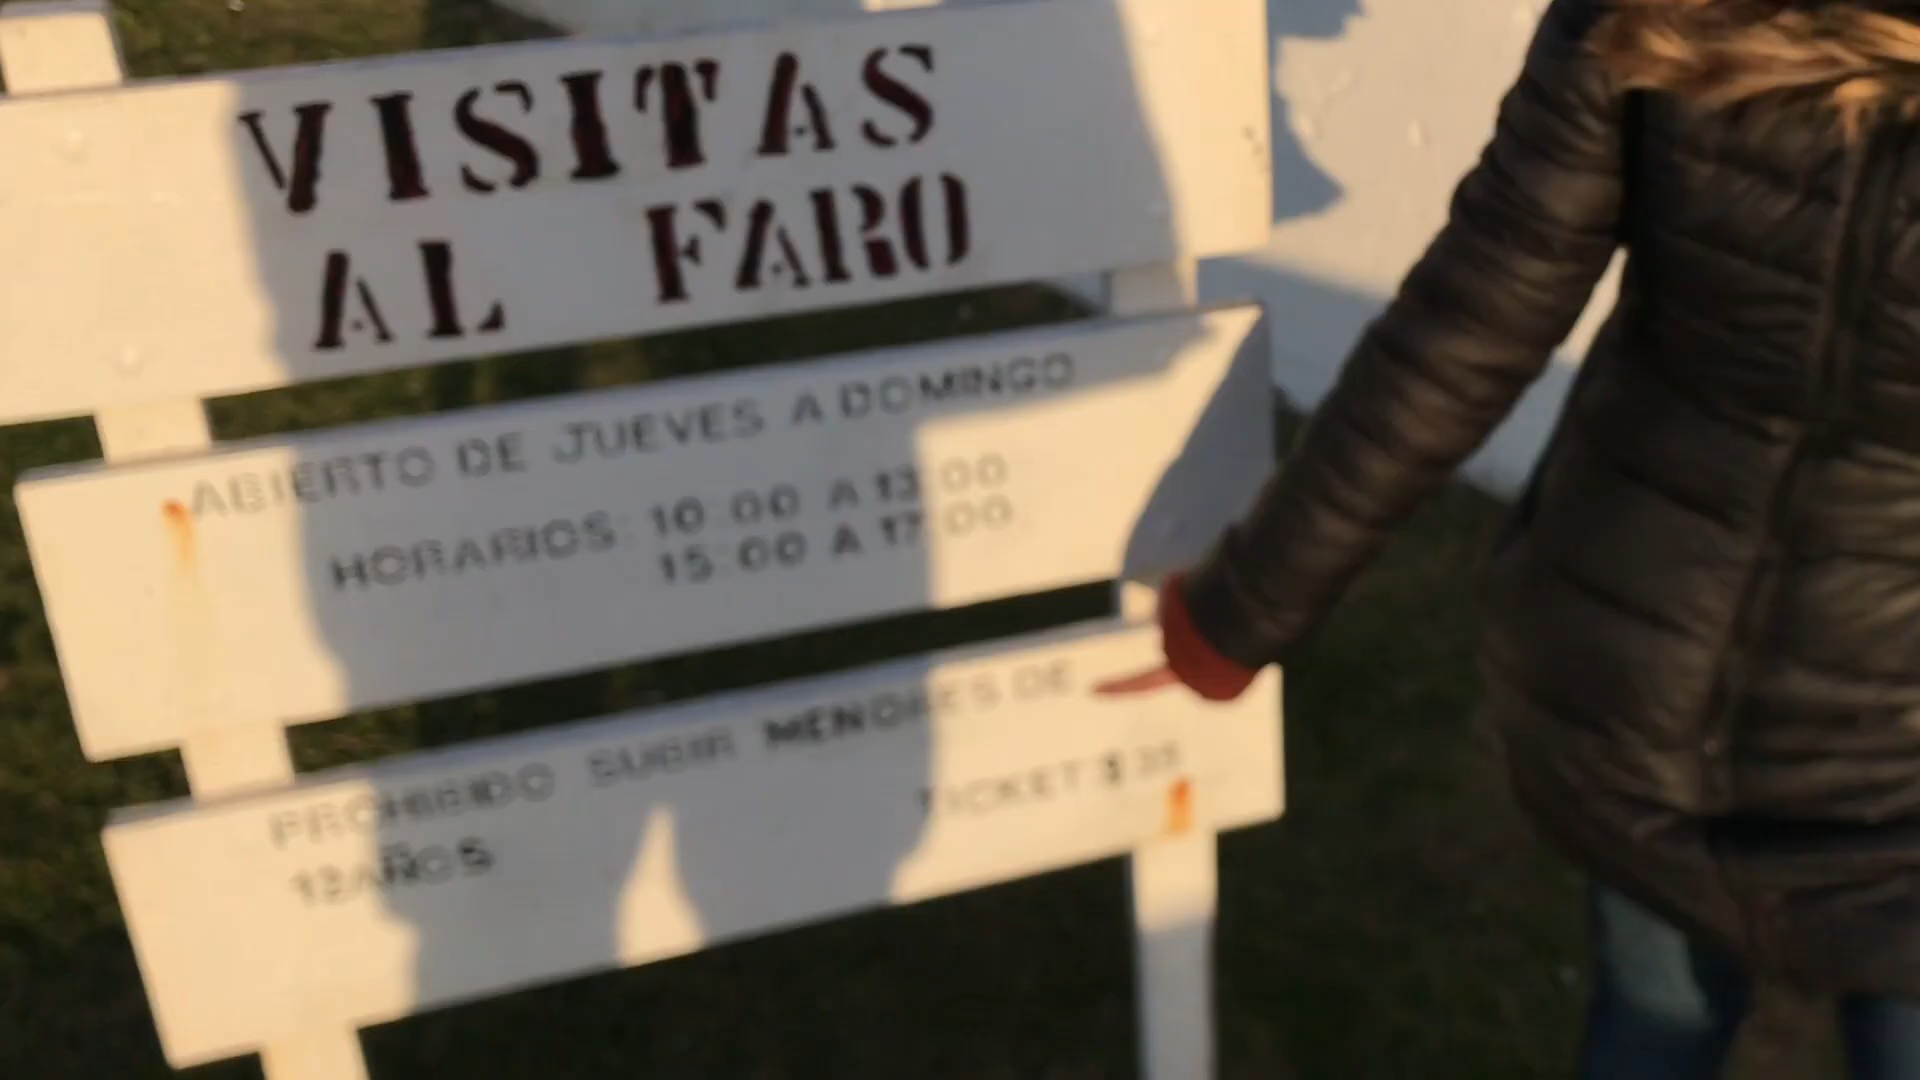 VISITAS
AL FARO
ABIERTO DE JUEVES A DOMINGO
HORARIOS: 10:00 A 13:00
15:00 A 17:00
PROHIBIDO SUBIR MENORES DE
12 AÑOS
TICKET $